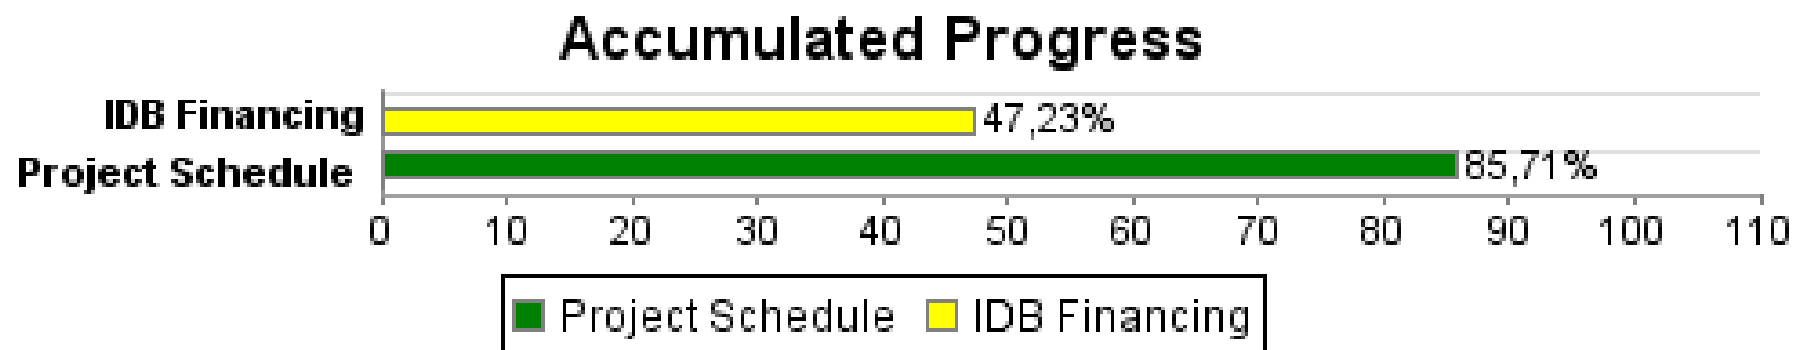 Accumulated Progress
IDB Financing 47,23%
Project Schedule 85,71%
0 10 20 30 40 50 60 70 80 90 100 110
Project Schedule IDB Financing